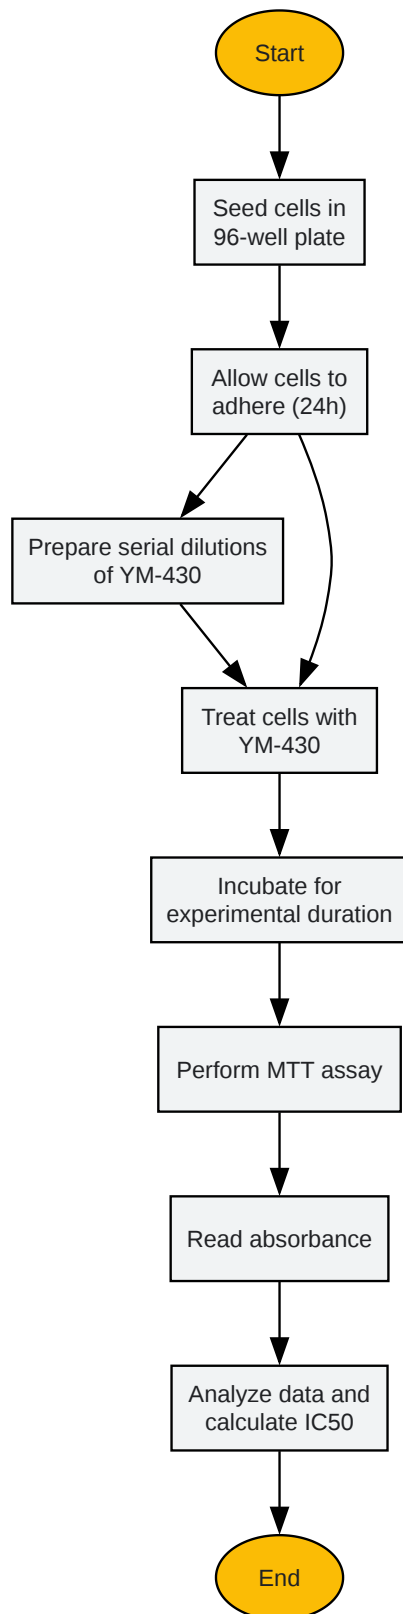 Start
Seed cells in
96-well plate
Allow cells to
adhere (24h)
Prepare serial dilutions
of YM-430
Treat cells with
YM-430
Incubate for
experimental duration
Perform MTT assay
Read absorbance
Analyze data and
calculate IC50
End